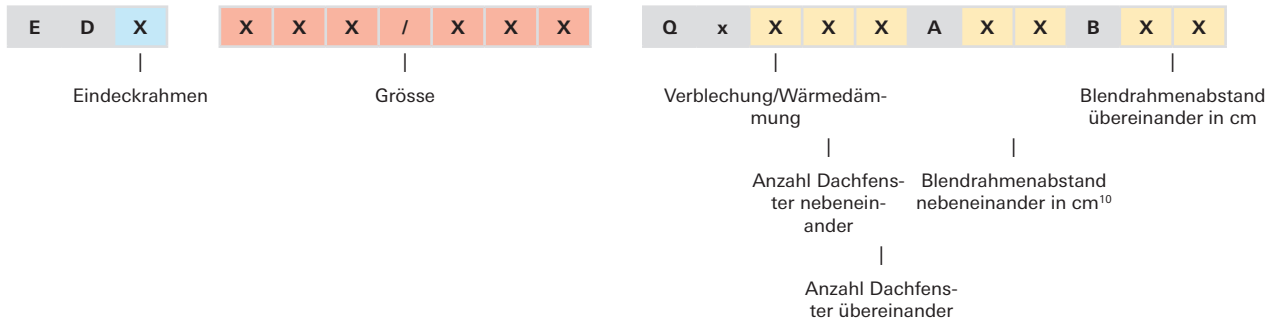 E D X X X X / X X X Q x X X X A X X B X X
| | | |
Eindeckrahmen Grösse Verblechung/Wärmedäm- Blendrahmenabstand
mung übereinander in cm
| |
Anzahl Dachfens- Blendrahmenabstand
ter nebenein- nebeneinander in cm¹⁰
ander
|
Anzahl Dachfens-
ter übereinander